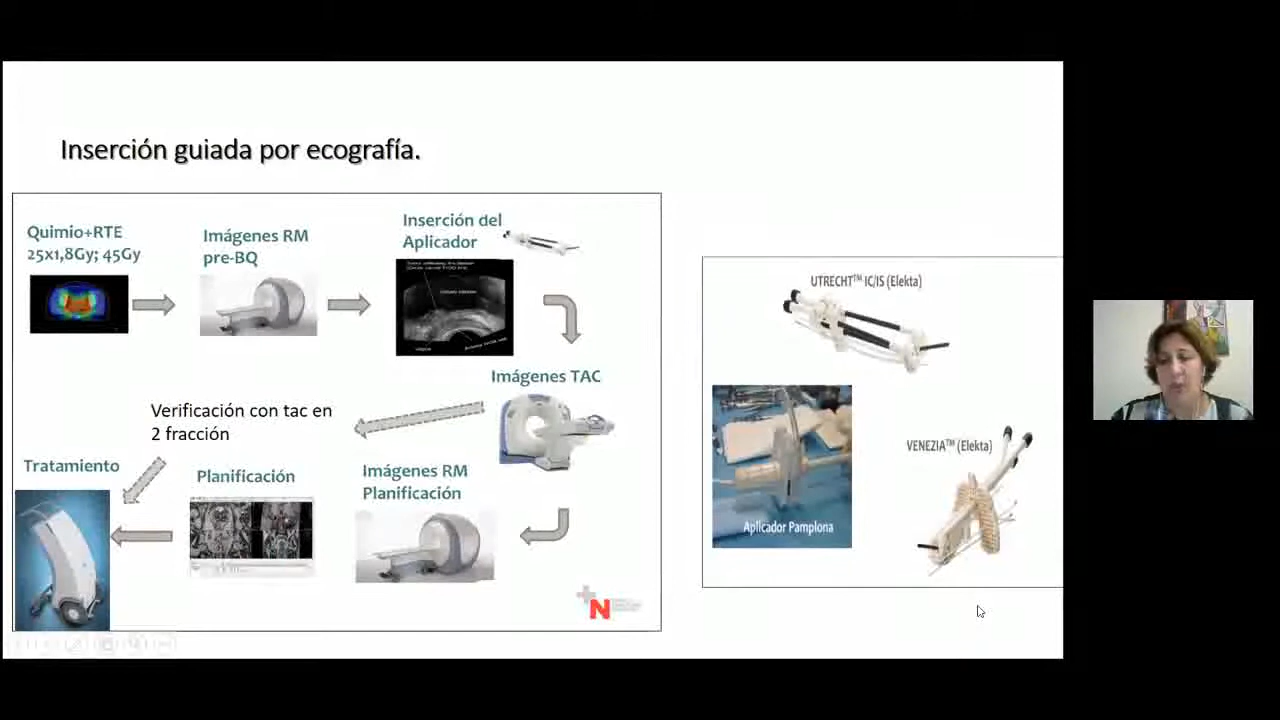 Inserción guiada por ecografía.
Quimio+RTE
25x1,8Gy; 45Gy
Imágenes RM
pre-BQ
Inserción del
Aplicador
Imágenes TAC
Verificación con tac en
2 fracción
Tratamiento
Planificación
Imágenes RM
Planificación
N
UTRECHT™ IC/IS (Elekta)
VENEZIA™ (Elekta)
Aplicador Pamplona